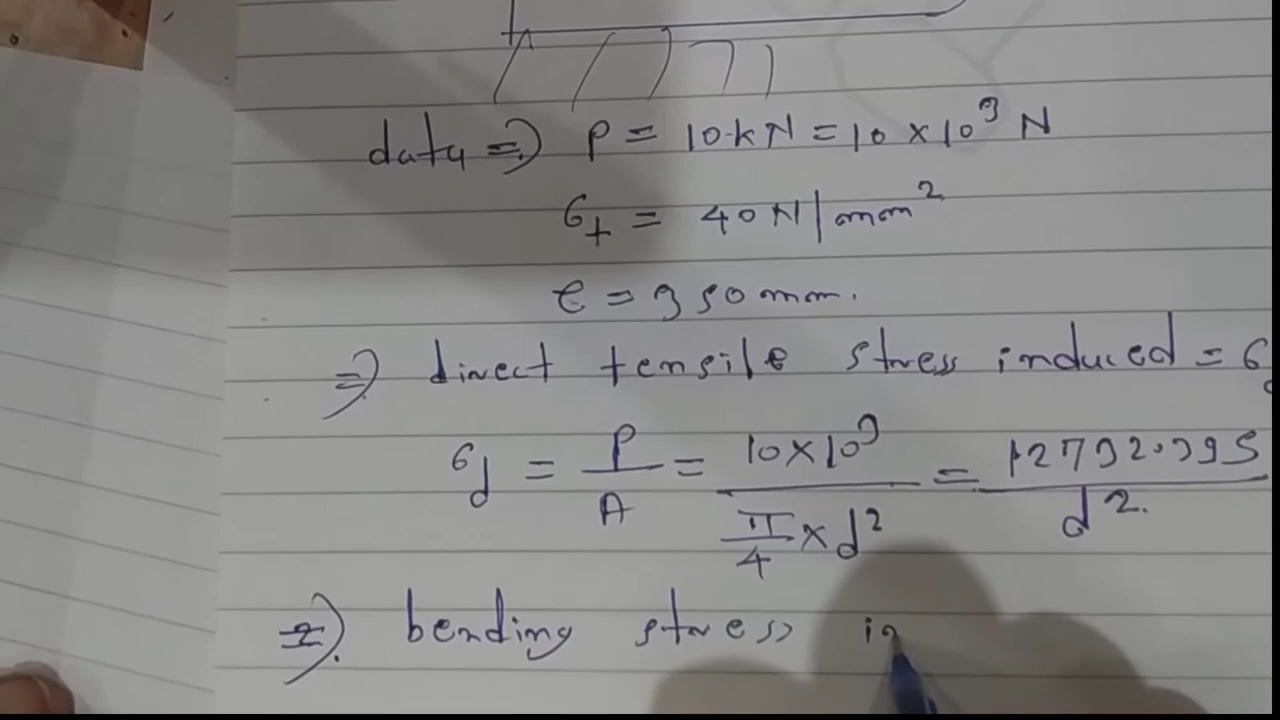 data ⇒) P = 10 kN = 10 × 10³ N
σt = 40 N/mm²
e = 350 mm.
⇒) direct tensile stress induced = σd
σd = P/A = 10×10³ / (π/4 × d²) = 12732.395 / d².
2). bending stress in